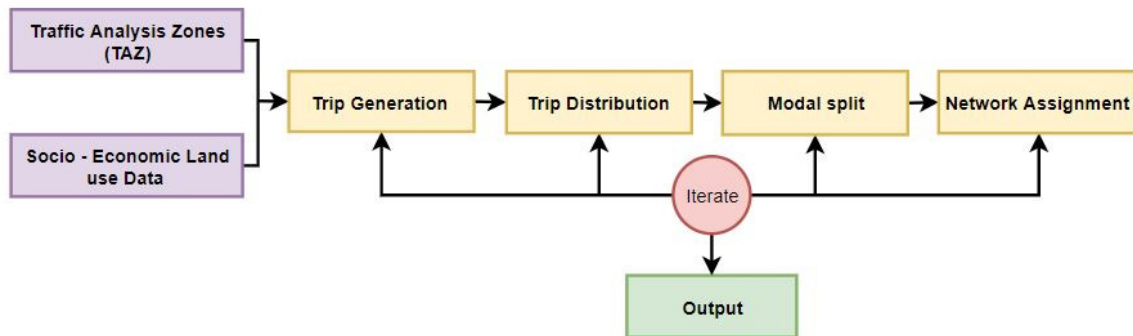 Traffic Analysis Zones
(TAZ)
Socio - Economic Land
use Data
Trip Generation
Trip Distribution
Modal split
Network Assignment
Iterate
Output